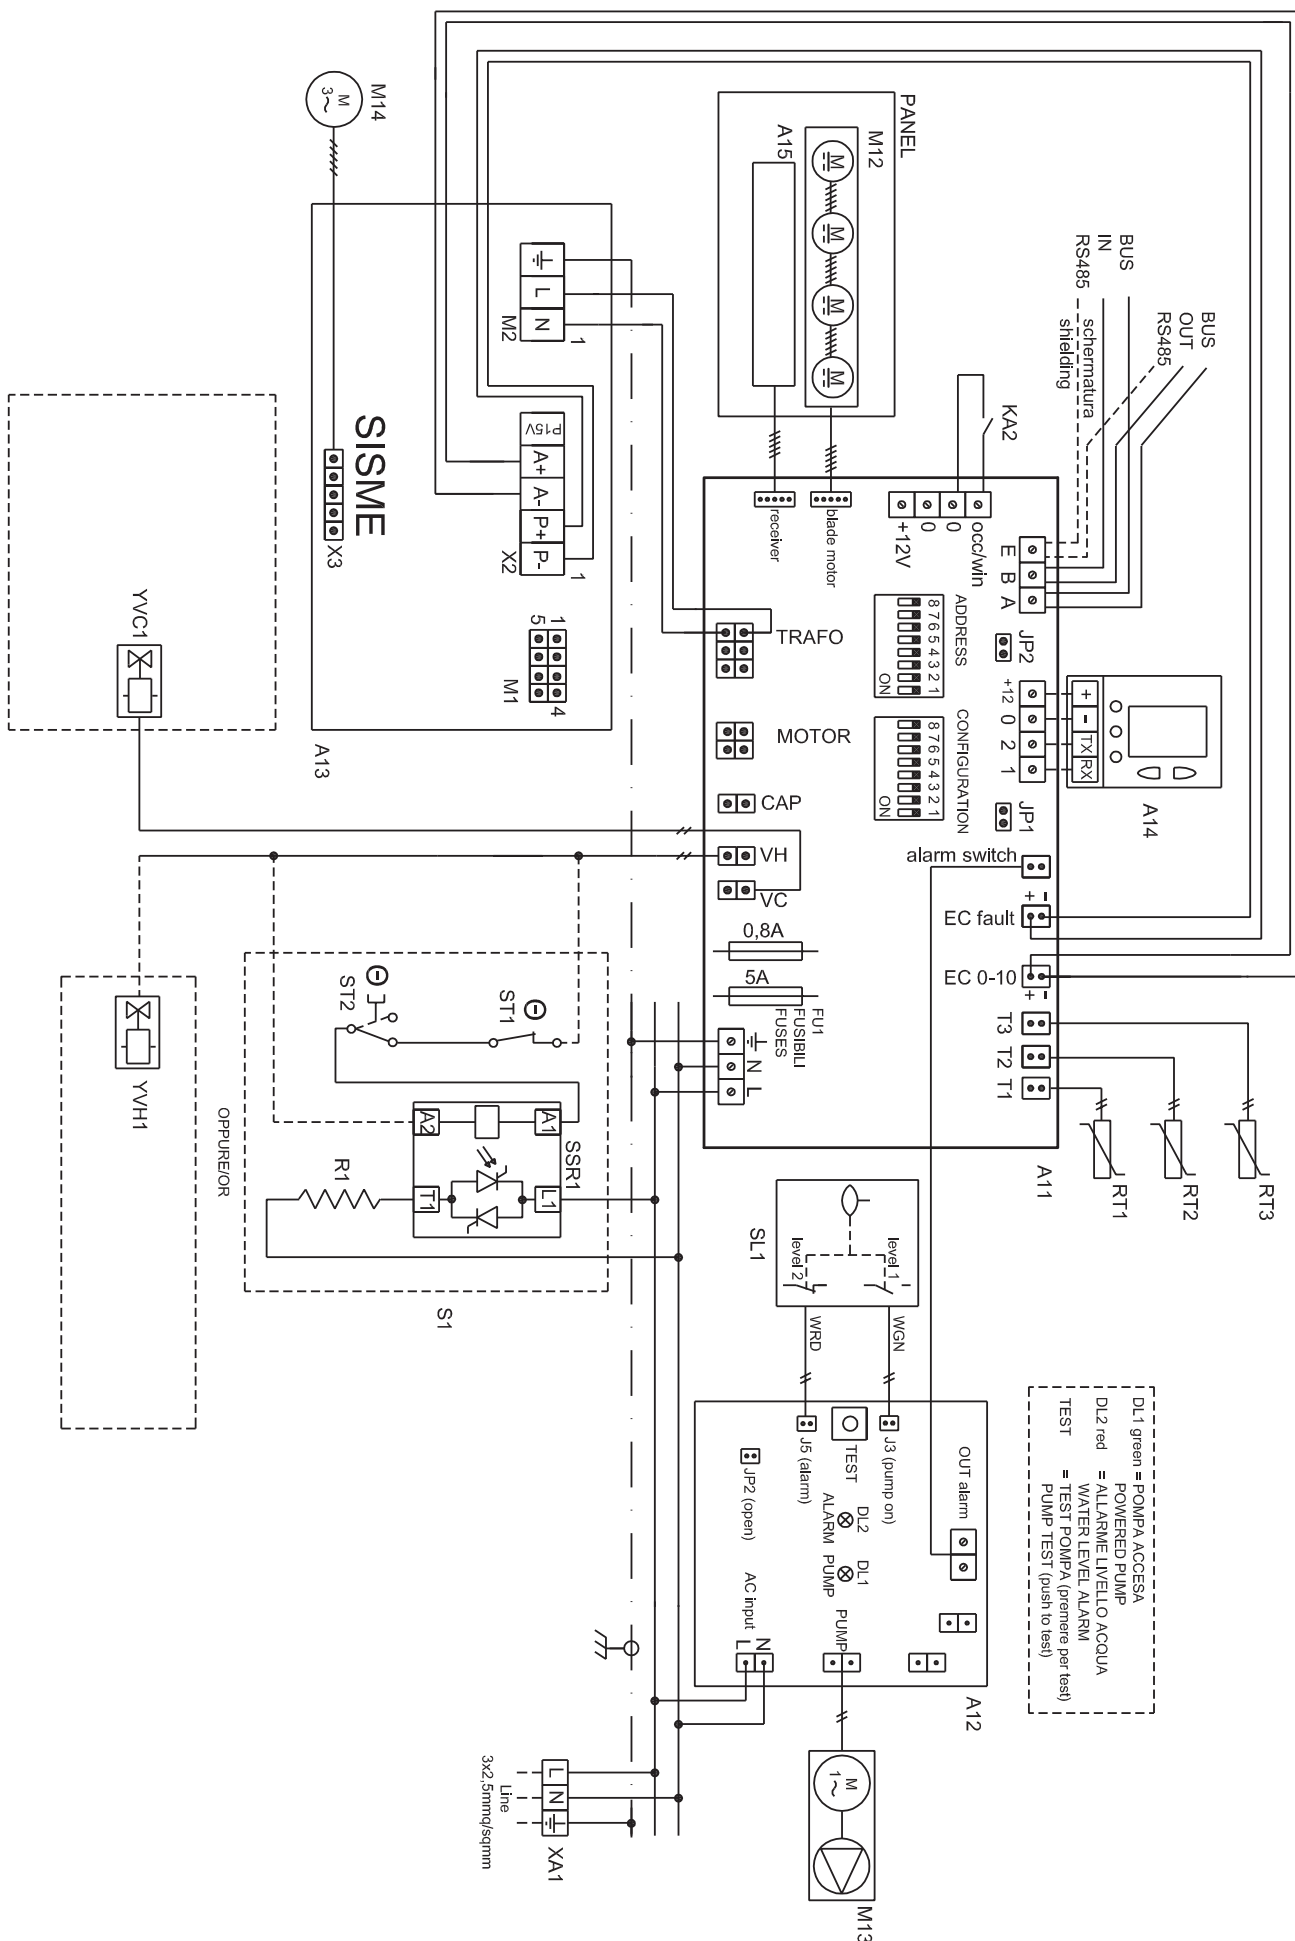 M14
M
3~
PANEL
M12
A15
M
M
M
M
BUS
IN
RS485
schermatura
shielding
BUS
OUT
RS485
KA2
L
N
M2
1
SISME
X3
P15V
A+
A-
P+
P-
X2
1
1
5
4
M1
A13
receiver
blade motor
+12V
0
0
occ/win
E
B
A
JP2
ADDRESS
8 7 6 5 4 3 2 1
ON
CONFIGURATION
8 7 6 5 4 3 2 1
ON
+12
0
2
1
+
-
TX
RX
A14
JP1
TRAFO
MOTOR
CAP
VH
VC
0,8A
5A
FU1
FUSIBILI
FUSES
N
L
alarm switch
+ -
EC fault
EC 0-10
+ -
T3
T2
T1
A11
RT1
RT2
RT3
YVC1
YVH1
OPPURE/OR
ST2
ST1
A2
A1
SSR1
T1
L1
R1
S1
SL1
level 2
level 1
WRD
WGN
J5 (alarm)
TEST
J3 (pump on)
OUT alarm
JP2 (open)
DL2
ALARM
DL1
PUMP
AC input
L
N
PUMP
A12
DL1 green = POMPA ACCESA
POWERED PUMP
DL2 red = ALLARME LIVELLO ACQUA
WATER LEVEL ALARM
TEST = TEST POMPA (premere per test)
PUMP TEST (push to test)
M
1~
M13
L
N
XA1
Line
3x2,5mmq/sqmm